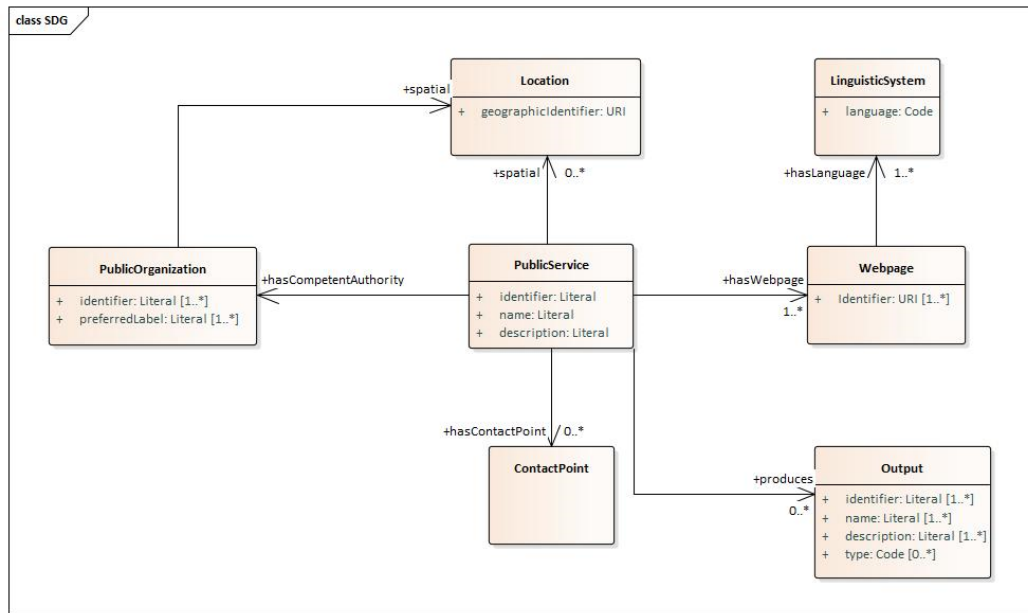 class SDG
Location
+ geographicIdentifier: URI
LinguisticSystem
+ language: Code
+spatial
+spatial 0..*
+hasLanguage 1..*
PublicOrganization
+ identifier: Literal [1..*]
+ preferredLabel: Literal [1..*]
+hasCompetentAuthority
PublicService
+ identifier: Literal
+ name: Literal
+ description: Literal
+hasWebpage
1..*
Webpage
+ Identifier: URI [1..*]
+hasContactPoint 0..*
ContactPoint
+produces
0..*
Output
+ identifier: Literal [1..*]
+ name: Literal [1..*]
+ description: Literal [1..*]
+ type: Code [0..*]